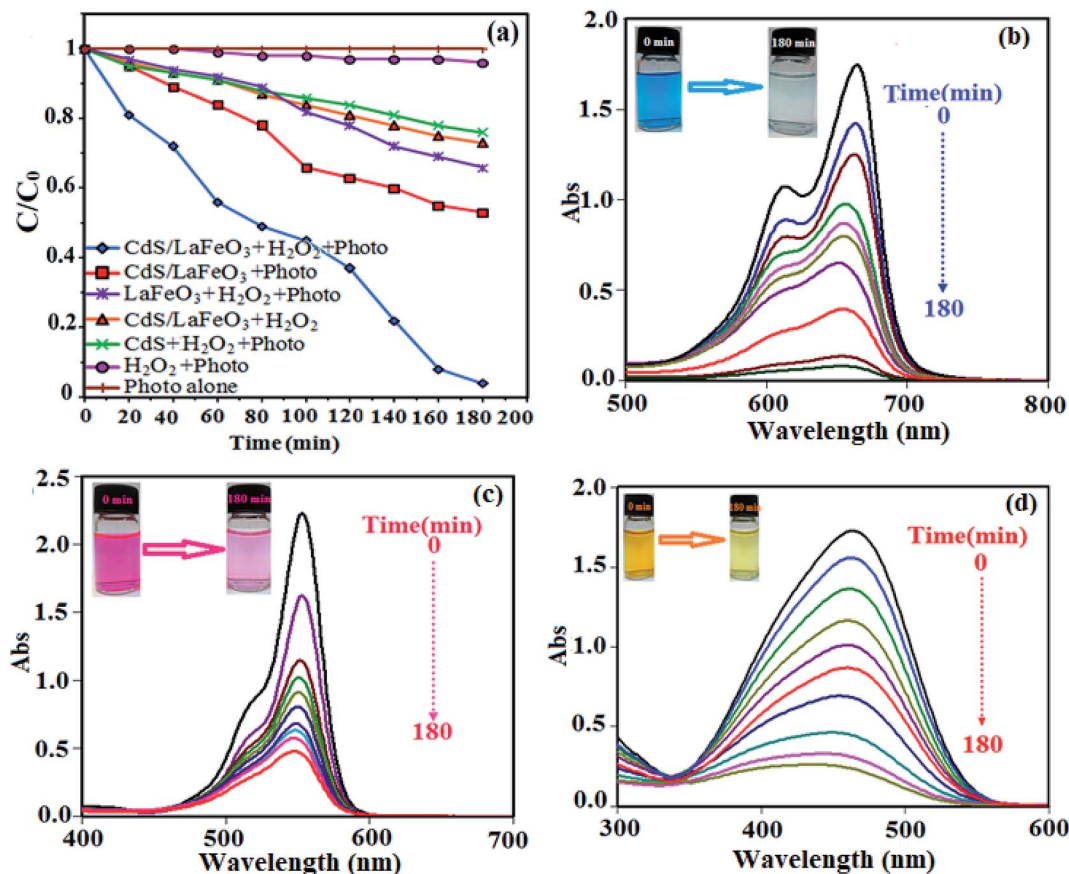 (a)
C/C₀
1
0.8
0.6
0.4
0.2
0
CdS/LaFeO₃+H₂O₂+Photo
CdS/LaFeO₃+Photo
LaFeO₃+H₂O₂+Photo
CdS/LaFeO₃+H₂O₂
CdS+H₂O₂+Photo
H₂O₂+Photo
Photo alone
0 20 40 60 80 100 120 140 160 180 200
Time (min)
(b)
Abs
2.0
1.5
1.0
0.5
0.0
0 min
180 min
Time(min)
0
180
500 600 700 800
Wavelength (nm)
(c)
Abs
2.5
2.0
1.5
1.0
0.5
0.0
0 min
180 min
Time(min)
0
180
400 500 600 700
Wavelength (nm)
(d)
Abs
2.0
1.5
1.0
0.5
0.0
0 min
180 min
Time(min)
0
180
300 400 500 600
Wavelength (nm)